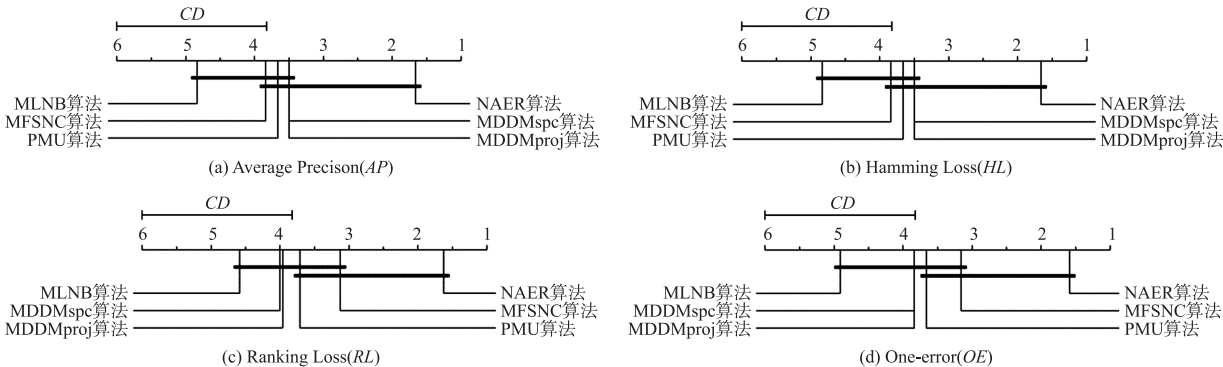 CD
6 5 4 3 2 1
MLNB算法
MFSNC算法
PMU算法
NAER算法
MDDMspc算法
MDDMproj算法
(a) Average Precison(AP)
CD
6 5 4 3 2 1
MLNB算法
MFSNC算法
PMU算法
NAER算法
MDDMspc算法
MDDMproj算法
(b) Hamming Loss(HL)
CD
6 5 4 3 2 1
MLNB算法
MDDMspc算法
MDDMproj算法
NAER算法
MFSNC算法
PMU算法
(c) Ranking Loss(RL)
CD
6 5 4 3 2 1
MLNB算法
MDDMspc算法
MDDMproj算法
NAER算法
MFSNC算法
PMU算法
(d) One-error(OE)